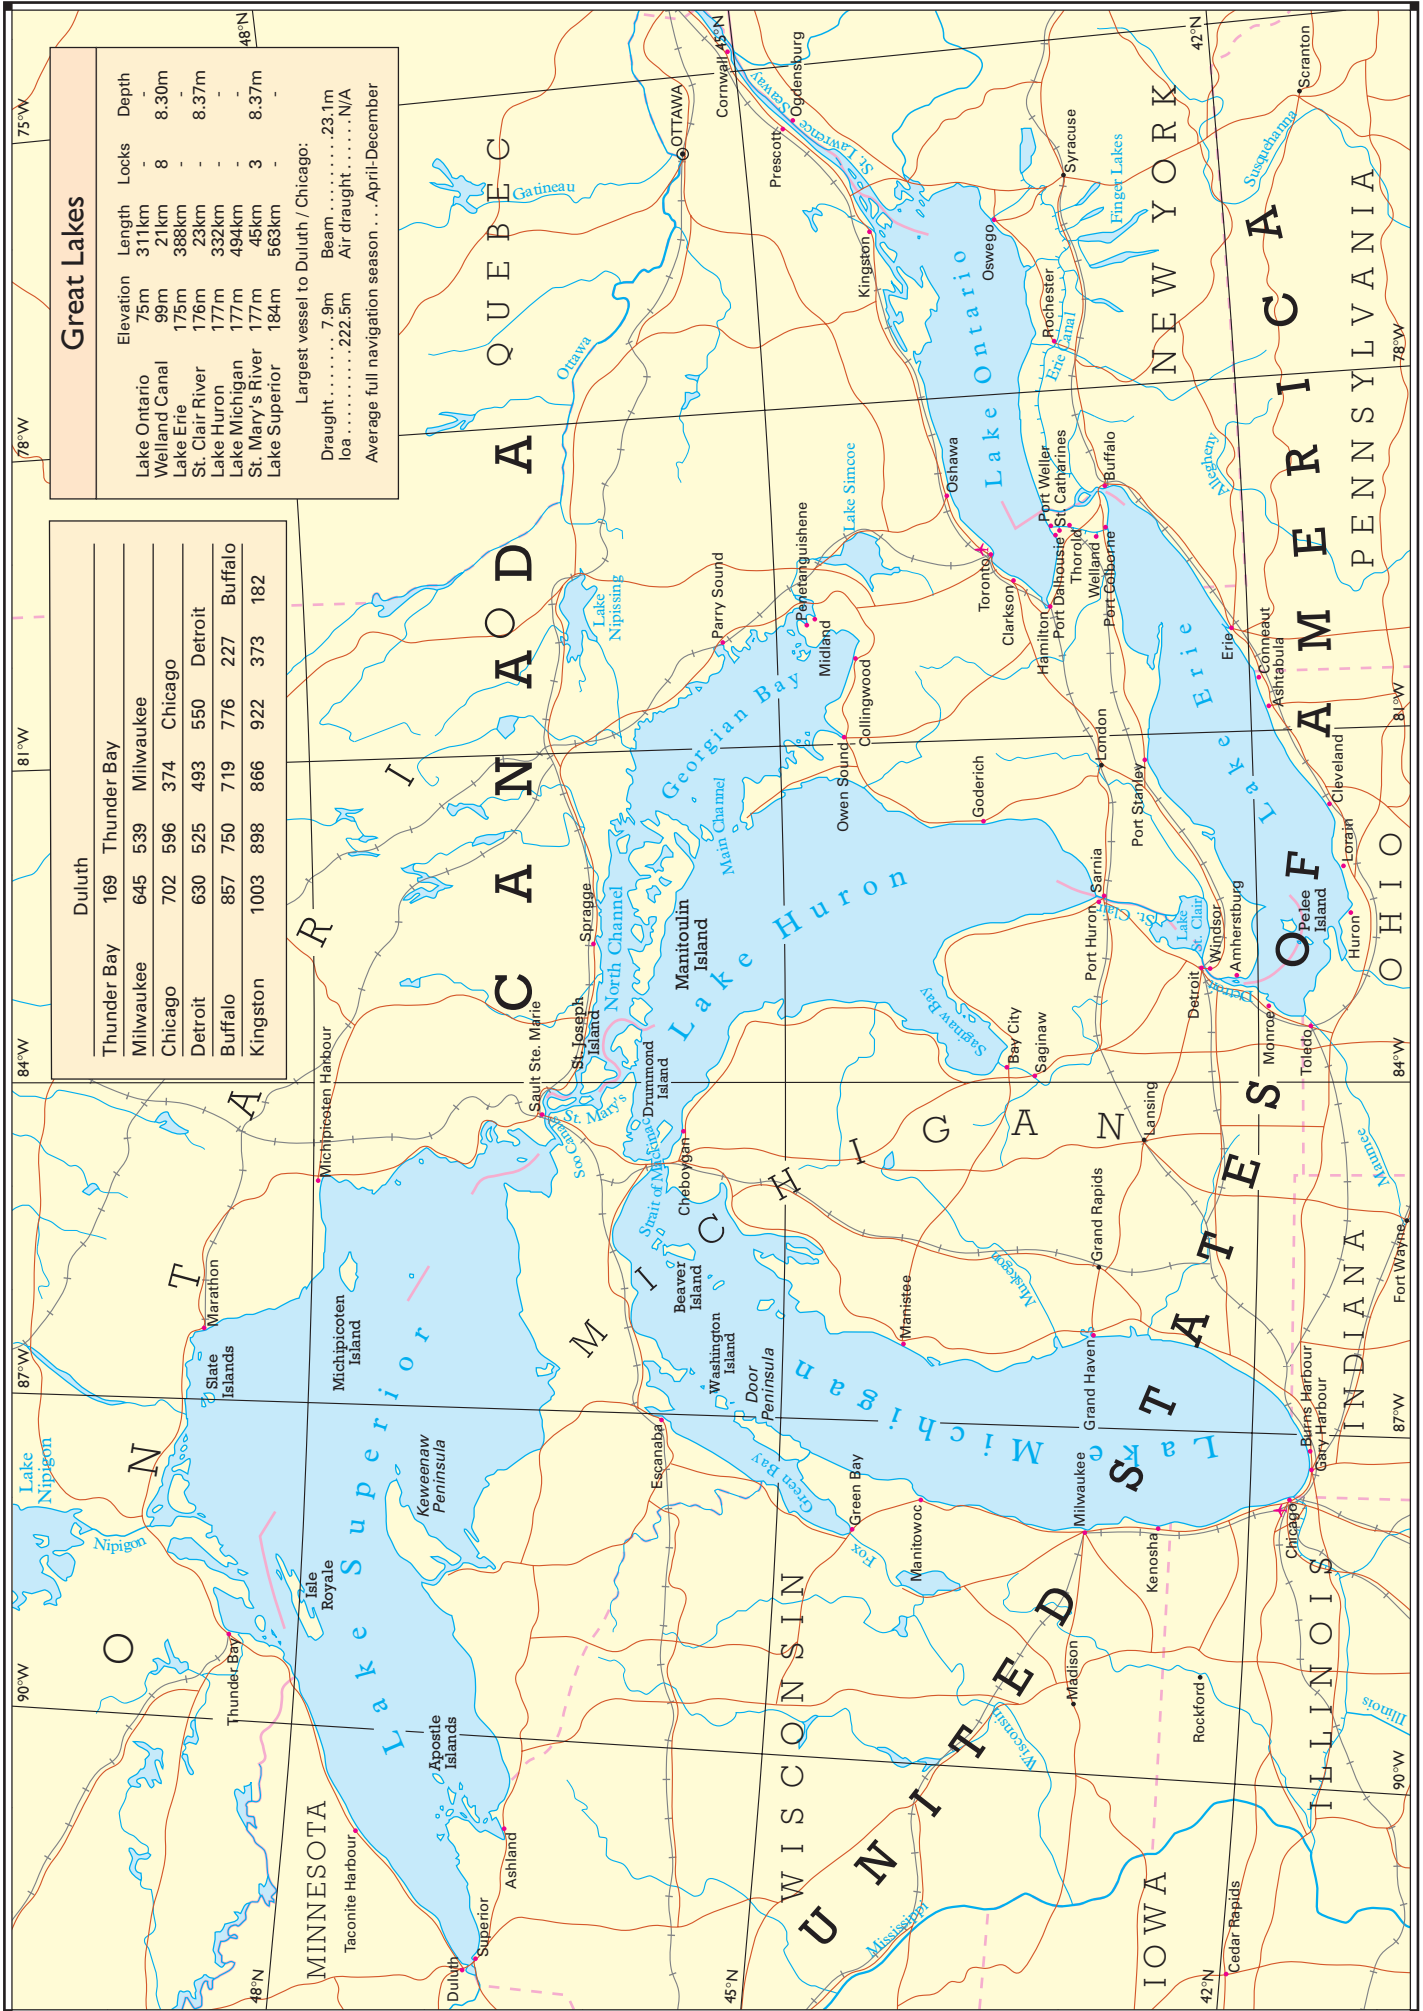 Great Lakes
Elevation Length Locks Depth
Lake Ontario 75m 311km - -
Welland Canal 99m 21km 8 8.30m
Lake Erie 175m 388km - -
St. Clair River 176m 23km - 8.37m
Lake Huron 177m 332km - -
Lake Michigan 177m 494km - -
St. Mary's River 177m 45km 3 8.37m
Lake Superior 184m 563km - -
Largest vessel to Duluth / Chicago:
Draught . . . . . . . . 7.9m Beam . . . . . . . . . . .23.1m
loa . . . . . . . . . . 222.5m Air draught . . . . . . N/A
Average full navigation season . . .April-December
Duluth
Thunder Bay 169 Thunder Bay
Milwaukee 645 539 Milwaukee
Chicago 702 596 374 Chicago
Detroit 630 525 493 550 Detroit
Buffalo 857 750 719 776 227 Buffalo
Kingston 1003 898 866 922 373 182
90°W
87°W
84°W
81°W
78°W
75°W
48°N
48°N
45°N
45°N
42°N
42°N
90°W
87°W
84°W
81°W
78°W
CANADA
ONTARIO
QUEBEC
UNITED STATES OF AMERICA
MINNESOTA
WISCONSIN
MICHIGAN
IOWA
ILLINOIS
INDIANA
OHIO
PENNSYLVANIA
NEW YORK
Lake
Nipigon
Nipigon
Thunder Bay
Isle
Royale
Slate
Islands
Marathon
Michipicoten
Island
Michipicoten Harbour
Lake Superior
Keweenaw
Peninsula
Apostle
Islands
Taconite Harbour
Duluth
Superior
Ashland
Sault Ste. Marie
Soo Canals
St. Mary's
St. Joseph
Island
Drummond
Island
Strait of Mackinac
Cheboygan
Spragge
North Channel
Manitoulin
Island
Main Channel
Georgian Bay
Lake Huron
Parry Sound
Penetanguishene
Midland
Collingwood
Owen Sound
Goderich
Lake
Nipissing
Lake Simcoe
Ottawa
Gatineau
OTTAWA
Cornwall
St. Lawrence Seaway
Prescott
Ogdensburg
Kingston
Lake Ontario
Oswego
Syracuse
Finger Lakes
Rochester
Erie Canal
Oshawa
Toronto
Clarkson
Hamilton
Port Dalhousie
Port Weller
St. Catharines
Thorold
Welland
Port Colborne
Buffalo
Allegheny
Susquehanna
Scranton
Lake Erie
Erie
Conneaut
Ashtabula
Cleveland
Lorain
Huron
Pelee
Island
London
Port Stanley
Sarnia
Port Huron
St. Clair
Lake
St. Clair
Windsor
Amherstburg
Detroit
Detroit
Monroe
Toledo
Maumee
Fort Wayne
Saginaw Bay
Bay City
Saginaw
Lansing
Grand Rapids
Muskegon
Grand Haven
Manistee
Beaver
Island
Washington
Island
Door
Peninsula
Escanaba
Green Bay
Green Bay
Fox
Manitowoc
Lake Michigan
Milwaukee
Kenosha
Chicago
Burns Harbour
Gary Harbour
Madison
Rockford
Wisconsin
Mississippi
Illinois
Cedar Rapids